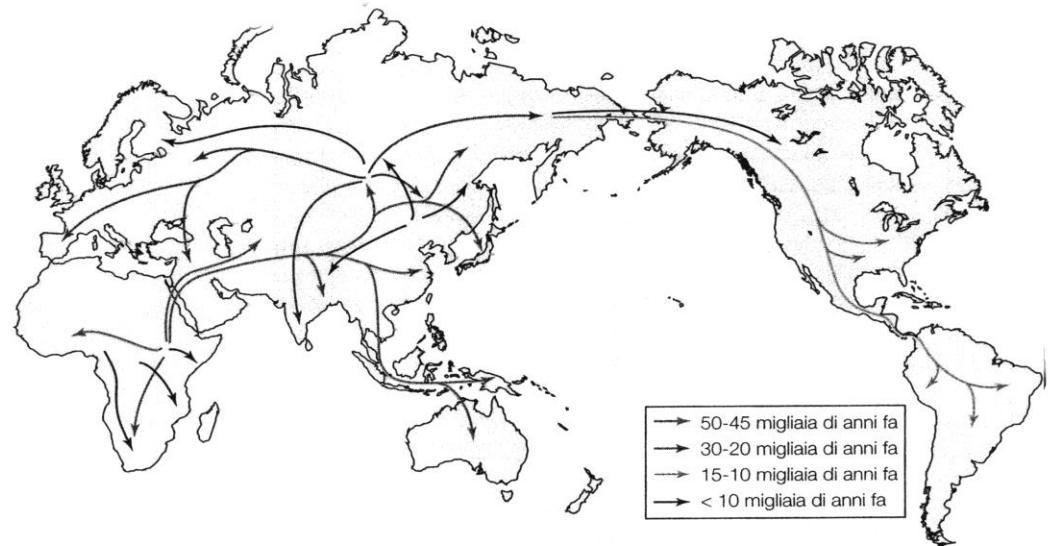 50-45 migliaia di anni fa
30-20 migliaia di anni fa
15-10 migliaia di anni fa
< 10 migliaia di anni fa